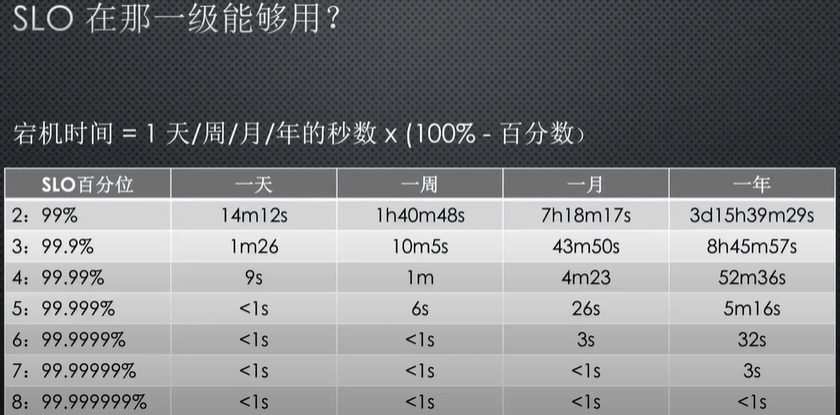 SLO 在那一级能够用？
宕机时间 = 1 天/周/月/年的秒数 x (100% - 百分数）
SLO百分位 一天 一周 一月 一年
2：99% 14m12s 1h40m48s 7h18m17s 3d15h39m29s
3：99.9% 1m26 10m5s 43m50s 8h45m57s
4：99.99% 9s 1m 4m23 52m36s
5：99.999% <1s 6s 26s 5m16s
6：99.9999% <1s <1s 3s 32s
7：99.99999% <1s <1s <1s 3s
8：99.999999% <1s <1s <1s <1s